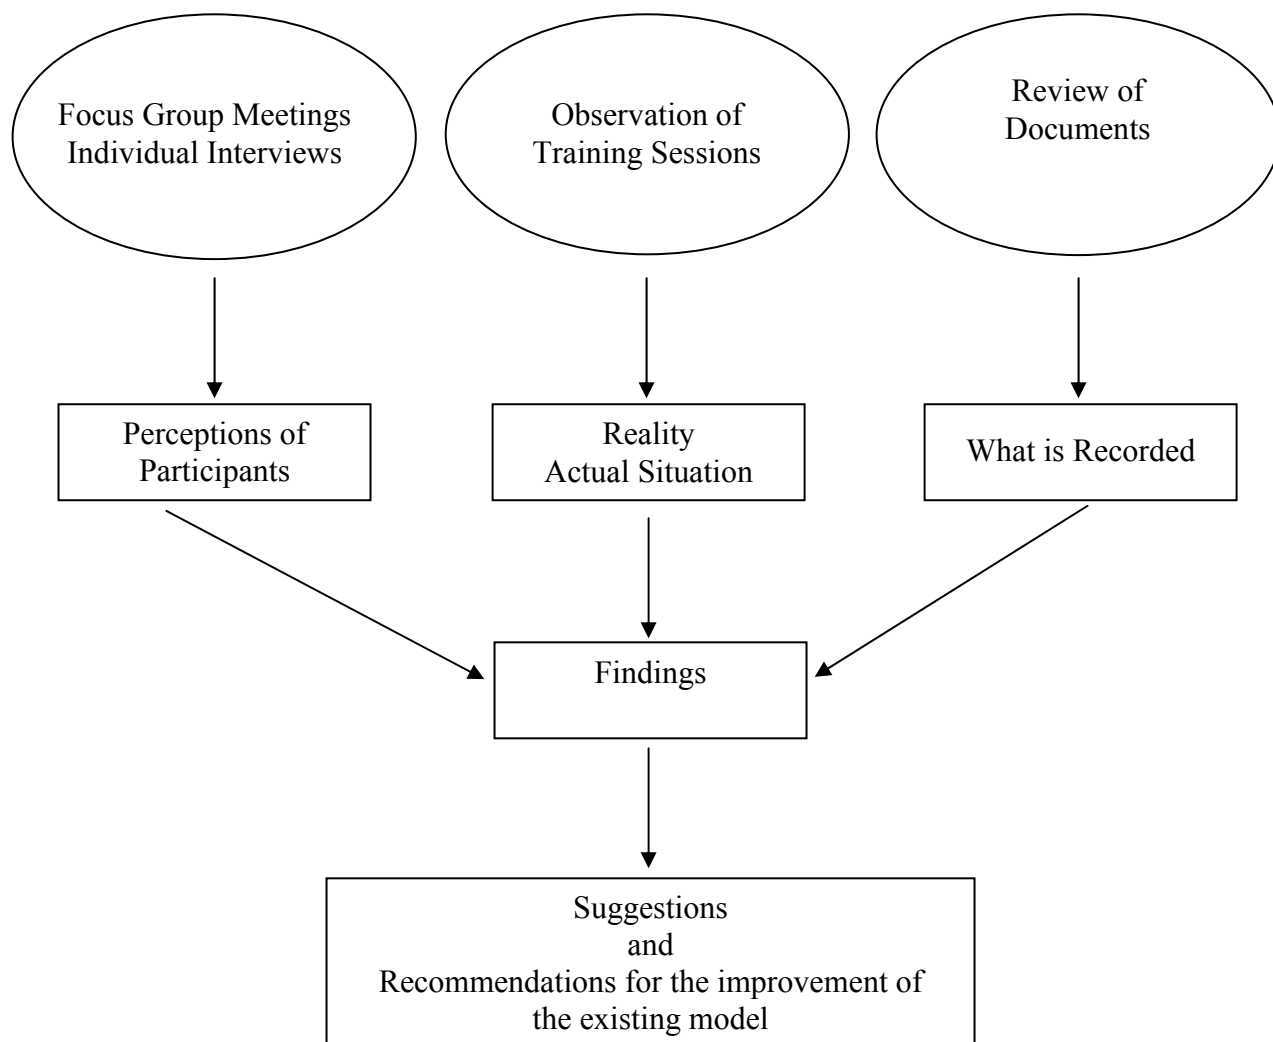 Focus Group Meetings
Individual Interviews
Observation of
Training Sessions
Review of
Documents
Perceptions of
Participants
Reality
Actual Situation
What is Recorded
Findings
Suggestions
and
Recommendations for the improvement of
the existing model